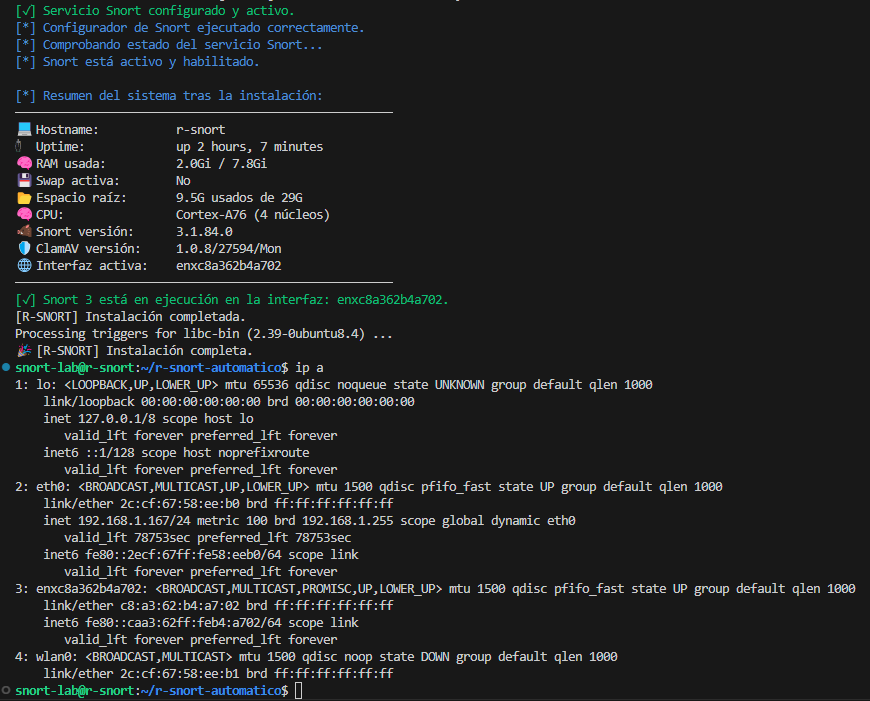 [√] Servicio Snort configurado y activo.
[*] Configurador de Snort ejecutado correctamente.
[*] Comprobando estado del servicio Snort...
[*] Snort está activo y habilitado.
[*] Resumen del sistema tras la instalación:
Hostname: r-snort
Uptime: up 2 hours, 7 minutes
RAM usada: 2.0Gi / 7.8Gi
Swap activa: No
Espacio raíz: 9.5G usados de 29G
CPU: Cortex-A76 (4 núcleos)
Snort versión: 3.1.84.0
ClamAV versión: 1.0.8/27594/Mon
Interfaz activa: enxc8a362b4a702
[√] Snort 3 está en ejecución en la interfaz: enxc8a362b4a702.
[R-SNORT] Instalación completada.
Processing triggers for libc-bin (2.39-0ubuntu8.4) ...
[R-SNORT] Instalación completa.
snort-lab@r-snort:~/r-snort-automatico$ ip a
1: lo: <LOOPBACK,UP,LOWER_UP> mtu 65536 qdisc noqueue state UNKNOWN group default qlen 1000
link/loopback 00:00:00:00:00:00 brd 00:00:00:00:00:00
inet 127.0.0.1/8 scope host lo
valid_lft forever preferred_lft forever
inet6 ::1/128 scope host noprefixroute
valid_lft forever preferred_lft forever
2: eth0: <BROADCAST,MULTICAST,UP,LOWER_UP> mtu 1500 qdisc pfifo_fast state UP group default qlen 1000
link/ether 2c:cf:67:58:ee:b0 brd ff:ff:ff:ff:ff:ff
inet 192.168.1.167/24 metric 100 brd 192.168.1.255 scope global dynamic eth0
valid_lft 78753sec preferred_lft 78753sec
inet6 fe80::2ecf:67ff:fe58:eeb0/64 scope link
valid_lft forever preferred_lft forever
3: enxc8a362b4a702: <BROADCAST,MULTICAST,PROMISC,UP,LOWER_UP> mtu 1500 qdisc pfifo_fast state UP group default qlen 1000
link/ether c8:a3:62:b4:a7:02 brd ff:ff:ff:ff:ff:ff
inet6 fe80::caa3:62ff:feb4:a702/64 scope link
valid_lft forever preferred_lft forever
4: wlan0: <BROADCAST,MULTICAST> mtu 1500 qdisc noop state DOWN group default qlen 1000
link/ether 2c:cf:67:58:ee:b1 brd ff:ff:ff:ff:ff:ff
snort-lab@r-snort:~/r-snort-automatico$